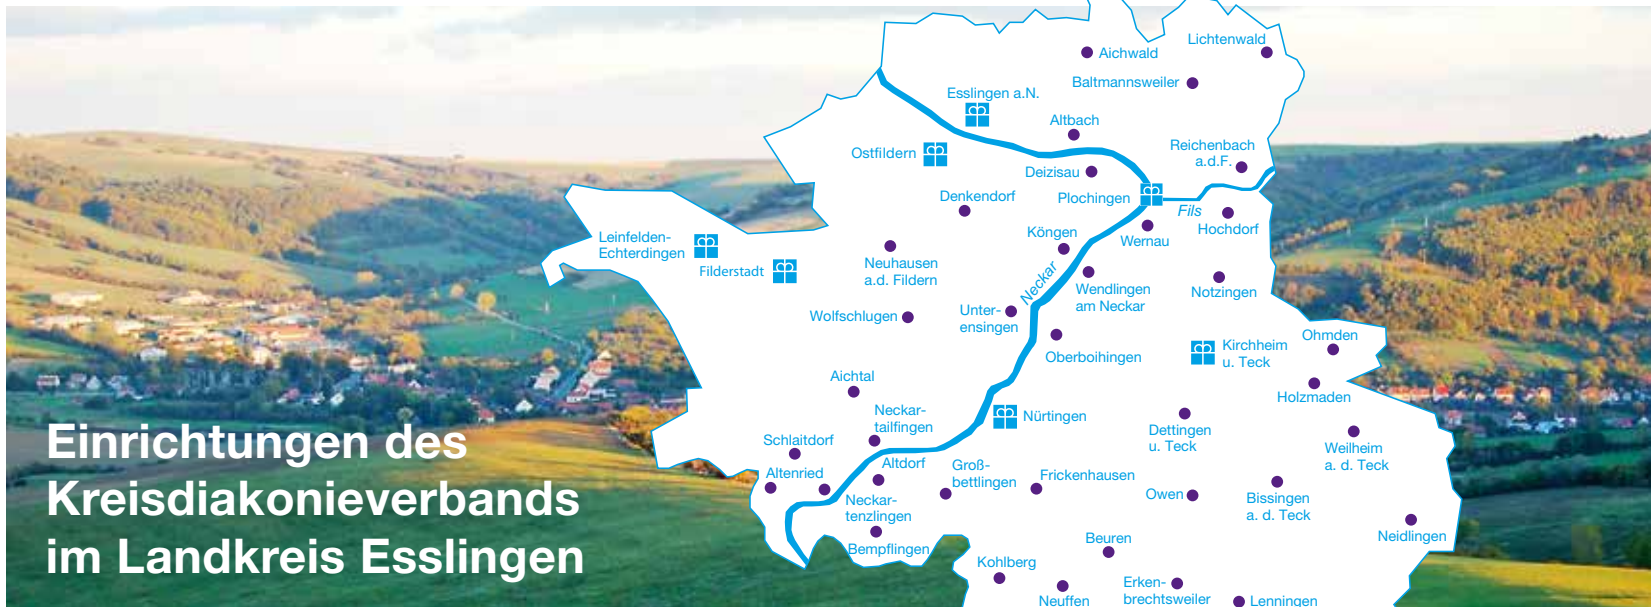 Lichtenwald
Aichwald
Baltmannsweiler
Esslingen a.N.
Altbach
Reichenbach
a.d.F.
Ostfildern
Deizisau
Plochingen
Denkendorf
Fils
Hochdorf
Wernau
Köngen
Leinfelden-
Echterdingen
Filderstadt
Neuhausen
a.d. Fildern
Neckar
Wendlingen
am Neckar
Notzingen
Wolfschlugen
Unter-
ensingen
Oberboihingen
Kirchheim
u. Teck
Ohmden
Holzmaden
Aichtal
Neckar-
tailfingen
Nürtingen
Dettingen
u. Teck
Weilheim
a. d. Teck
Schlaitdorf
Altenried
Altdorf
Groß-
bettlingen
Frickenhausen
Owen
Bissingen
a. d. Teck
Neckar-
tenzlingen
Bempflingen
Neidlingen
Beuren
Kohlberg
Neuffen
Erken-
brechtsweiler
Lenningen
Einrichtungen des
Kreisdiakonieverbands
im Landkreis Esslingen